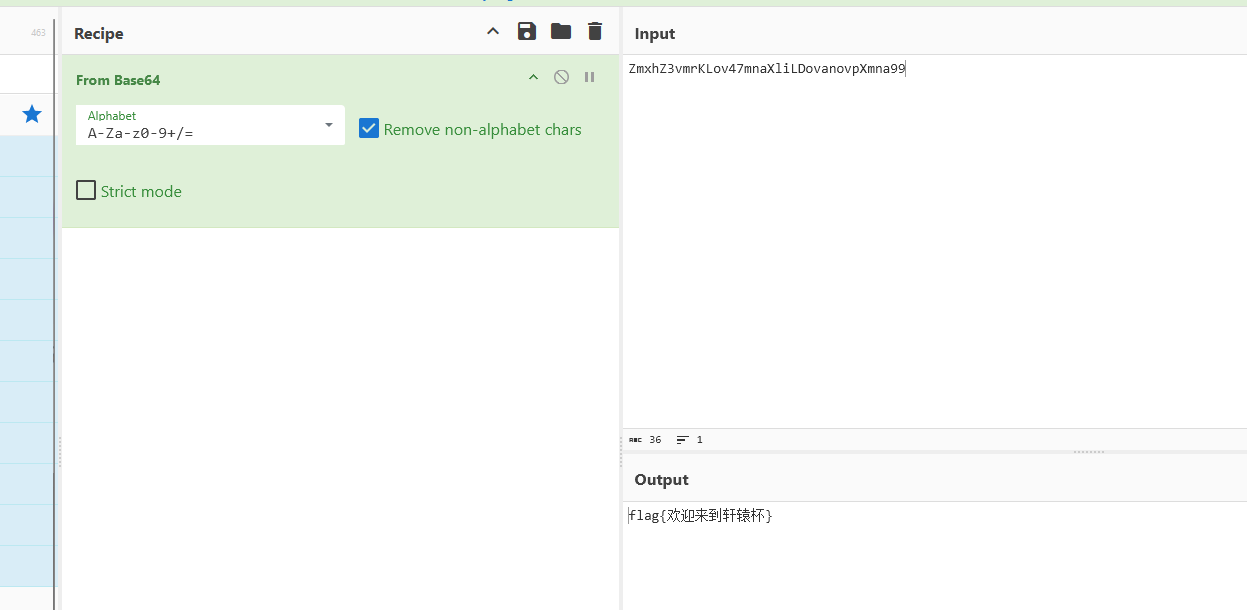 463
Recipe
From Base64
Alphabet
A-Za-z0-9+/=
Remove non-alphabet chars
Strict mode
Input
ZmxhZ3vmrKLov47mnaXliLDovanovpXmna99
ABC 36 1
Output
flag{欢迎来到轩辕杯}